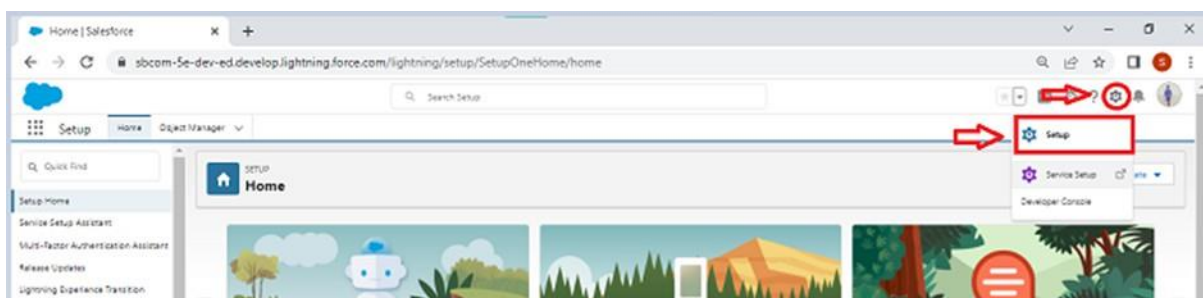 Home | Salesforce
sbcom-5e-dev-ed.develop.lightning.force.com/lightning/setup/SetupOneHome/home
Search Setup
Setup Home Object Manager
Setup
Quick Find
SETUP
Home
Service Setup
Setup Home
Developer Console
Service Setup Assistant
Multi-Factor Authentication Assistant
Release Updates
Lightning Experience Transition